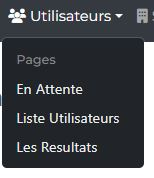 Utilisateurs
Pages
En Attente
Liste Utilisateurs
Les Resultats